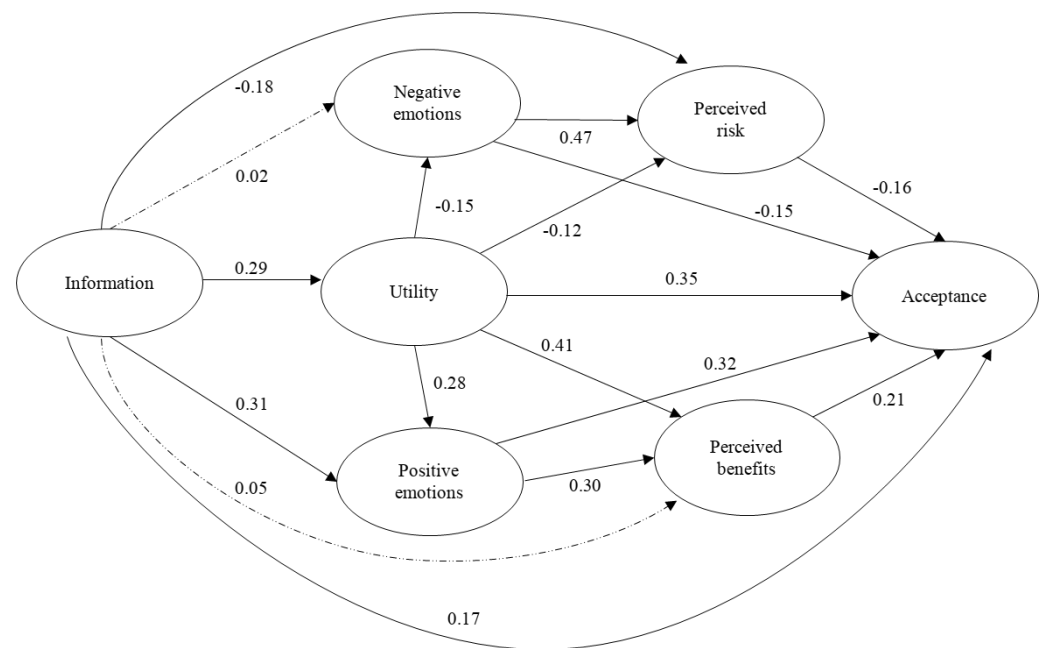 -0.18
Negative
emotions
Perceived
risk
0.47
0.02
-0.15
-0.12
-0.15
-0.16
Information
0.29
Utility
0.35
Acceptance
0.41
0.28
0.32
0.31
0.21
Positive
emotions
Perceived
benefits
0.05
0.30
0.17